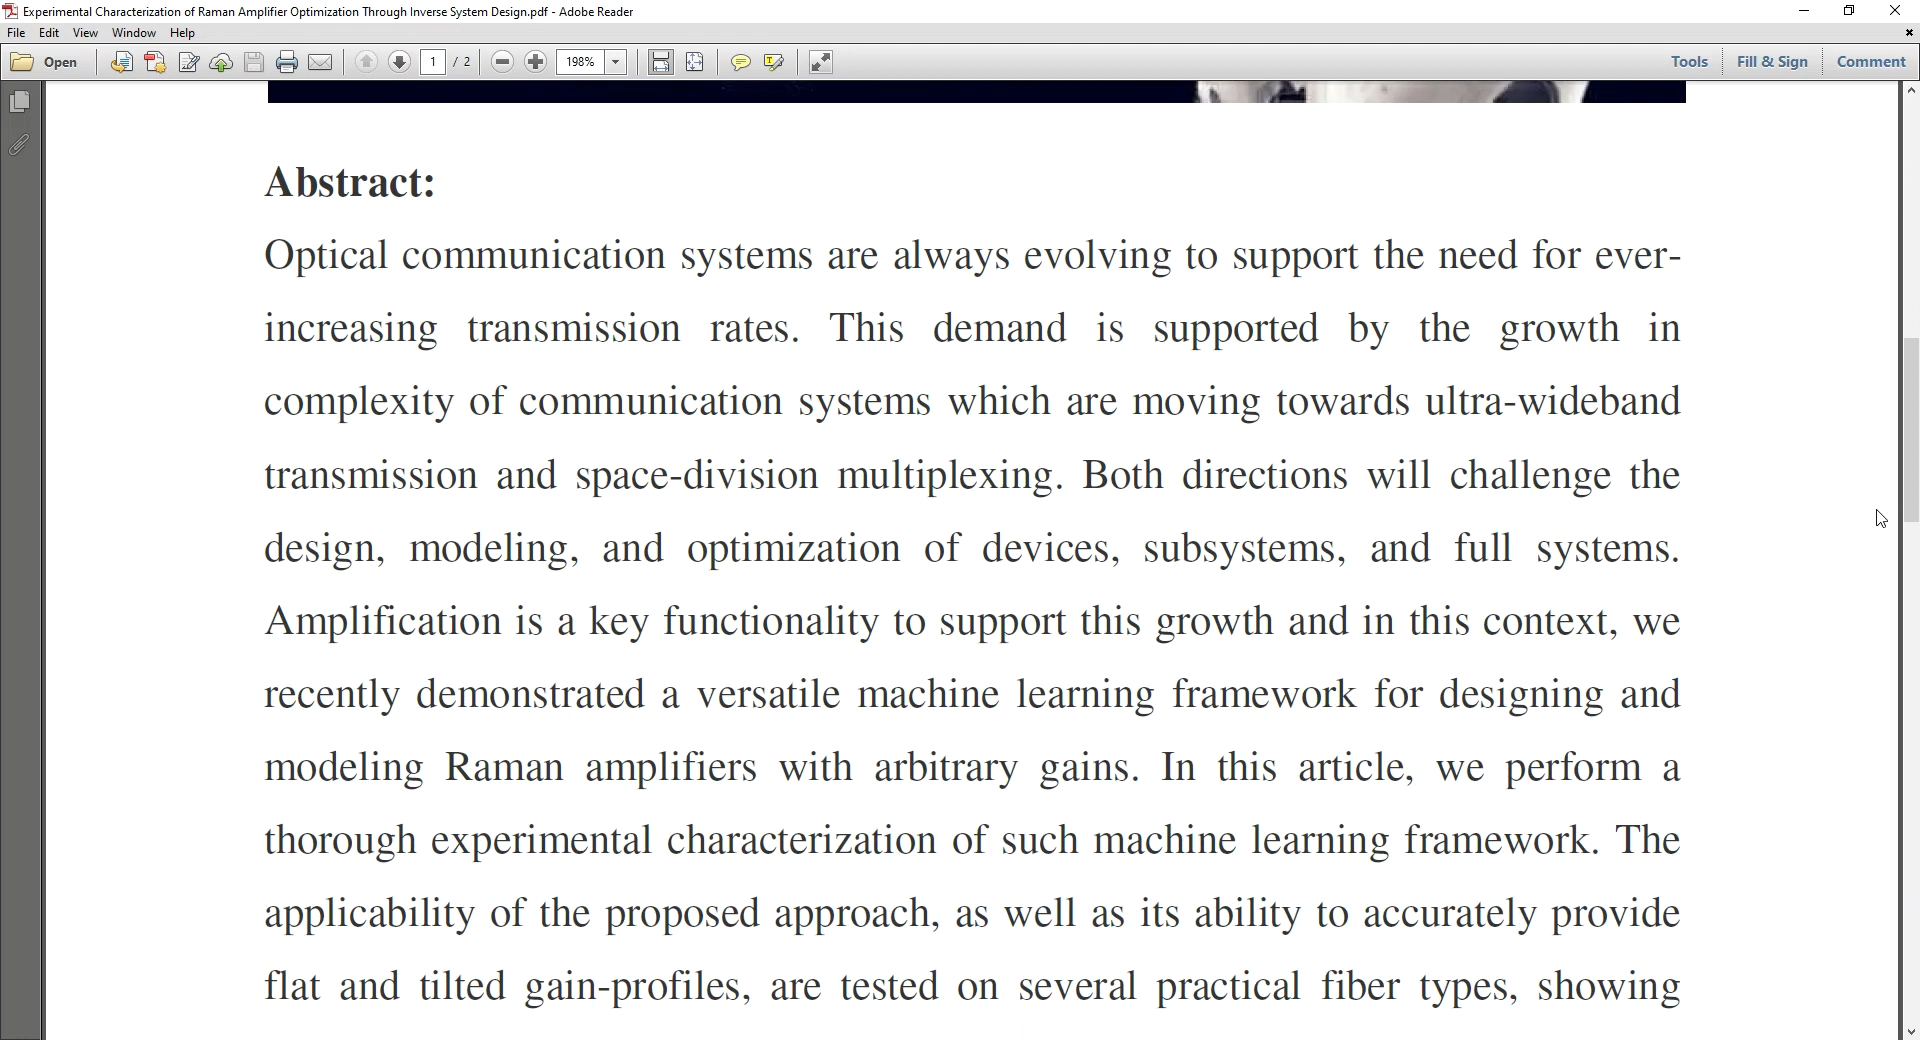 Experimental Characterization of Raman Amplifier Optimization Through Inverse System Design.pdf - Adobe Reader
File Edit View Window Help
Open 1 / 2 198% Tools Fill & Sign Comment
Abstract:
Optical communication systems are always evolving to support the need for ever-
increasing transmission rates. This demand is supported by the growth in
complexity of communication systems which are moving towards ultra-wideband
transmission and space-division multiplexing. Both directions will challenge the
design, modeling, and optimization of devices, subsystems, and full systems.
Amplification is a key functionality to support this growth and in this context, we
recently demonstrated a versatile machine learning framework for designing and
modeling Raman amplifiers with arbitrary gains. In this article, we perform a
thorough experimental characterization of such machine learning framework. The
applicability of the proposed approach, as well as its ability to accurately provide
flat and tilted gain-profiles, are tested on several practical fiber types, showing